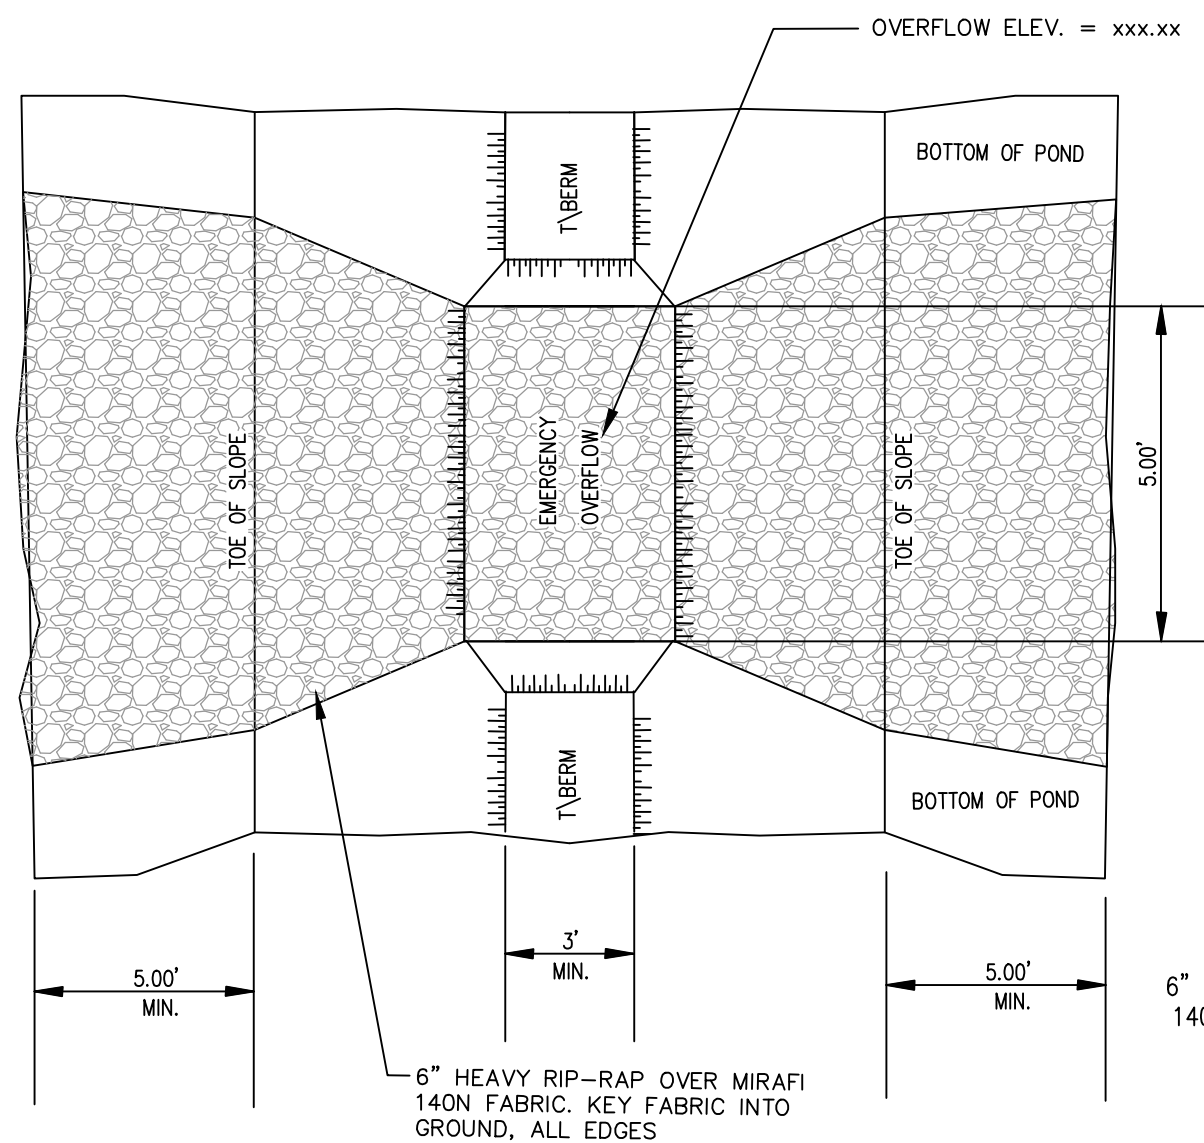 OVERFLOW ELEV. = xxx.xx
BOTTOM OF POND
T\BERM
TOE OF SLOPE
EMERGENCY
OVERFLOW
TOE OF SLOPE
5.00'
T\BERM
BOTTOM OF POND
5.00'
MIN.
3'
MIN.
5.00'
MIN.
6"
140
6" HEAVY RIP-RAP OVER MIRAFI
140N FABRIC. KEY FABRIC INTO
GROUND, ALL EDGES